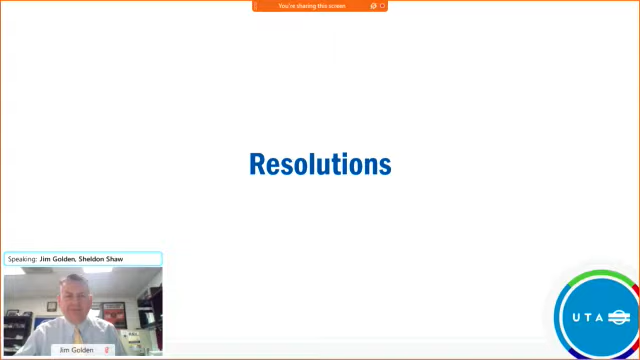 You're sharing this screen
Resolutions
Speaking: Jim Golden, Sheldon Shaw
Jim Golden
UTA